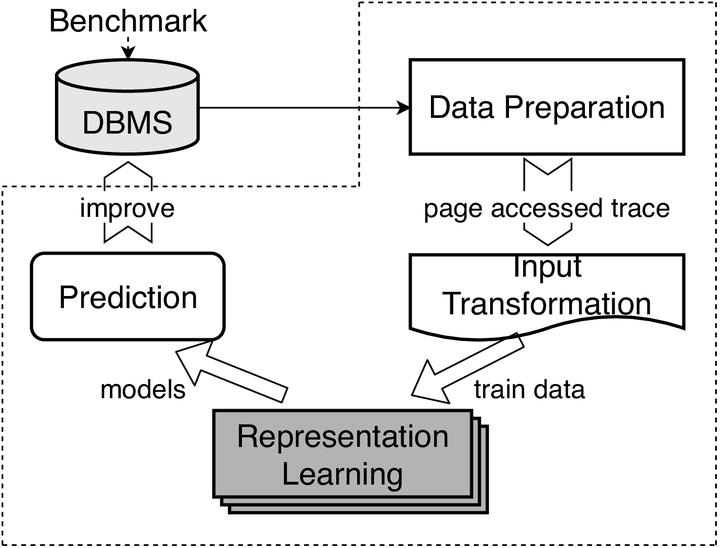 Benchmark
DBMS
Data Preparation
improve
page accessed trace
Prediction
Input
Transformation
models
train data
Representation
Learning